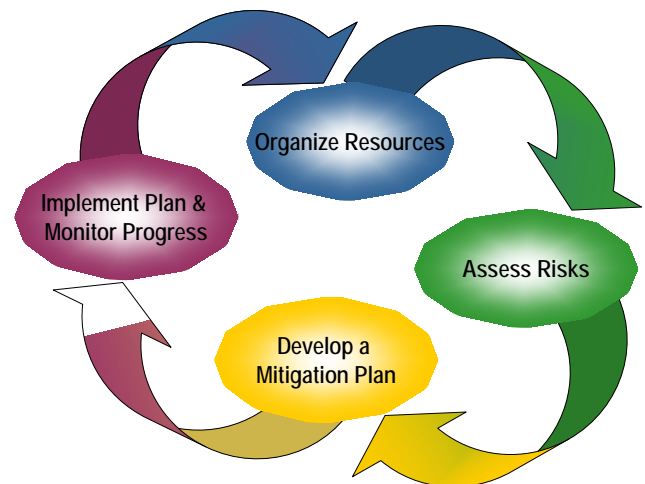 Organize Resources
Implement Plan &
Monitor Progress
Assess Risks
Develop a
Mitigation Plan